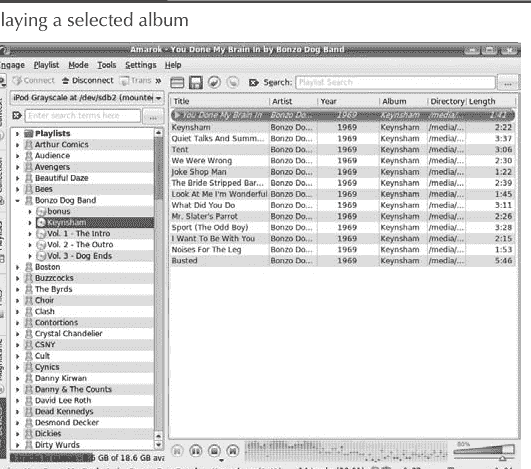 laying a selected album
Amarok - You Done My Brain In by Bonzo Dog Band
ngage Playlist Mode Tools Settings Help
Connect Disconnect Trans » Search: Playlist Search ...
iPod Grayscale at /dev/sdb2 (mounte
Enter search terms here ...
Title Artist Year Album Directory Length
You Done My Brain In Bonzo Do... 1969 Keynsham /media/... 1:41
Keynsham Bonzo Do... 1969 Keynsham /media/... 2:22
Quiet Talks And Summ... Bonzo Do... 1969 Keynsham /media/... 3:37
Tent Bonzo Do... 1969 Keynsham /media/... 3:06
We Were Wrong Bonzo Do... 1969 Keynsham /media/... 2:30
Joke Shop Man Bonzo Do... 1969 Keynsham /media/... 1:22
The Bride Stripped Bar... Bonzo Do... 1969 Keynsham /media/... 2:39
Look At Me I'm Wonderful Bonzo Do... 1969 Keynsham /media/... 1:45
What Did You Do Bonzo Do... 1969 Keynsham /media/... 3:11
Mr. Slater's Parrot Bonzo Do... 1969 Keynsham /media/... 2:26
Sport (The Odd Boy) Bonzo Do... 1969 Keynsham /media/... 3:28
I Want To Be With You Bonzo Do... 1969 Keynsham /media/... 2:15
Noises For The Leg Bonzo Do... 1969 Keynsham /media/... 1:53
Busted Bonzo Do... 1969 Keynsham /media/... 5:46
Playlists
Arthur Comics
Audience
Avengers
Beautiful Daze
Bees
Bonzo Dog Band
bonus
Keynsham
Vol. 1 - The Intro
Vol. 2 - The Outro
Vol. 3 - Dog Ends
Boston
Buzzcocks
The Byrds
Choir
Clash
Contortions
Crystal Chandelier
CSNY
Cult
Cynics
Danny Kirwan
Danny & The Counts
David Lee Roth
Dead Kennedys
Desmond Decker
Dickies
Dirty Wurds
GB of 18.6 GB ava
80%